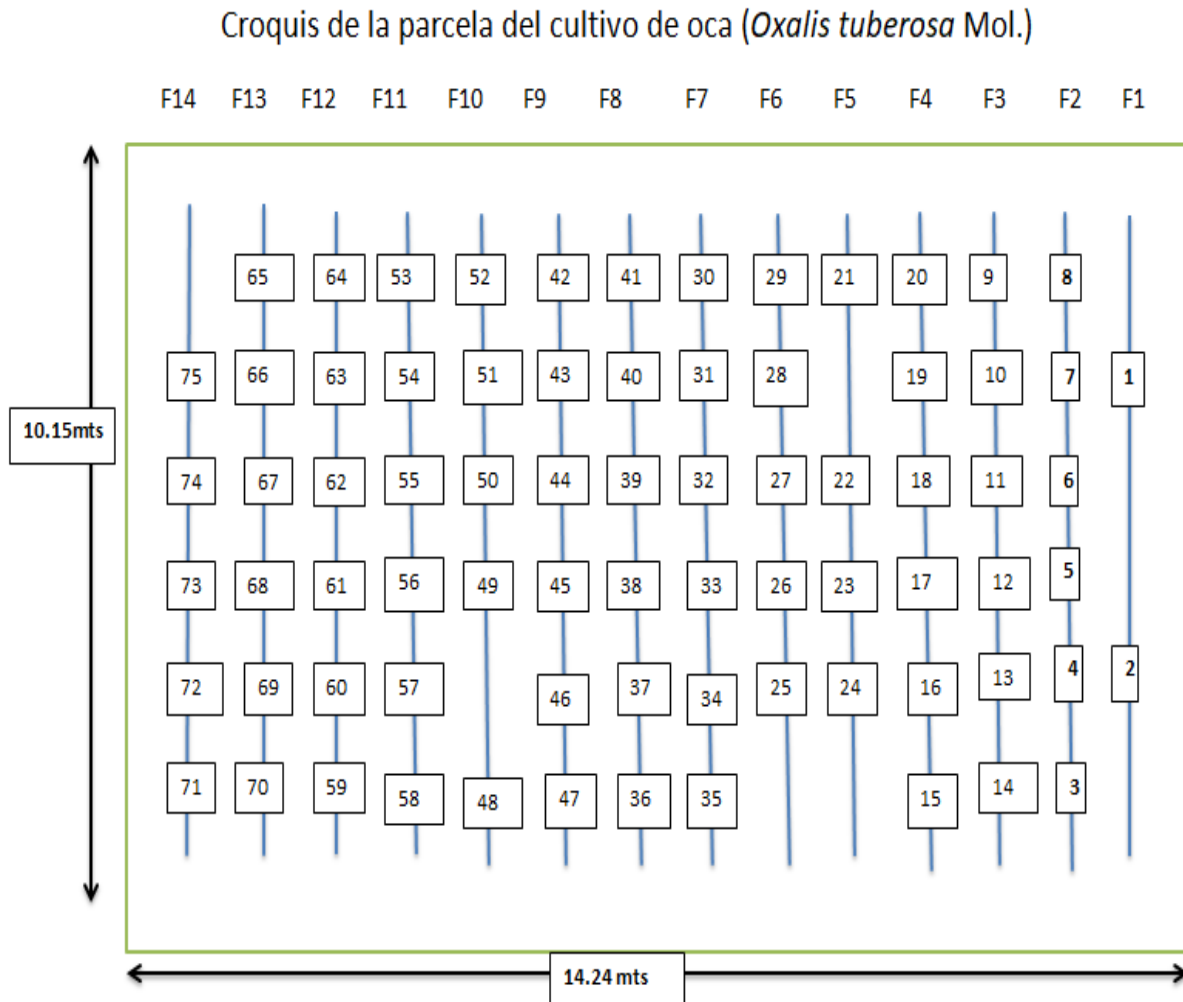 Croquis de la parcela del cultivo de oca (Oxalis tuberosa Mol.)
F14 F13 F12 F11 F10 F9 F8 F7 F6 F5 F4 F3 F2 F1
65 64 53 52 42 41 30 29 21 20 9 8
75 66 63 54 51 43 40 31 28 19 10 7 1
10.15mts
74 67 62 55 50 44 39 32 27 22 18 11 6
73 68 61 56 49 45 38 33 26 23 17 12 5
72 69 60 57 46 37 34 25 24 16 13 4 2
71 70 59 58 48 47 36 35 15 14 3
14.24 mts